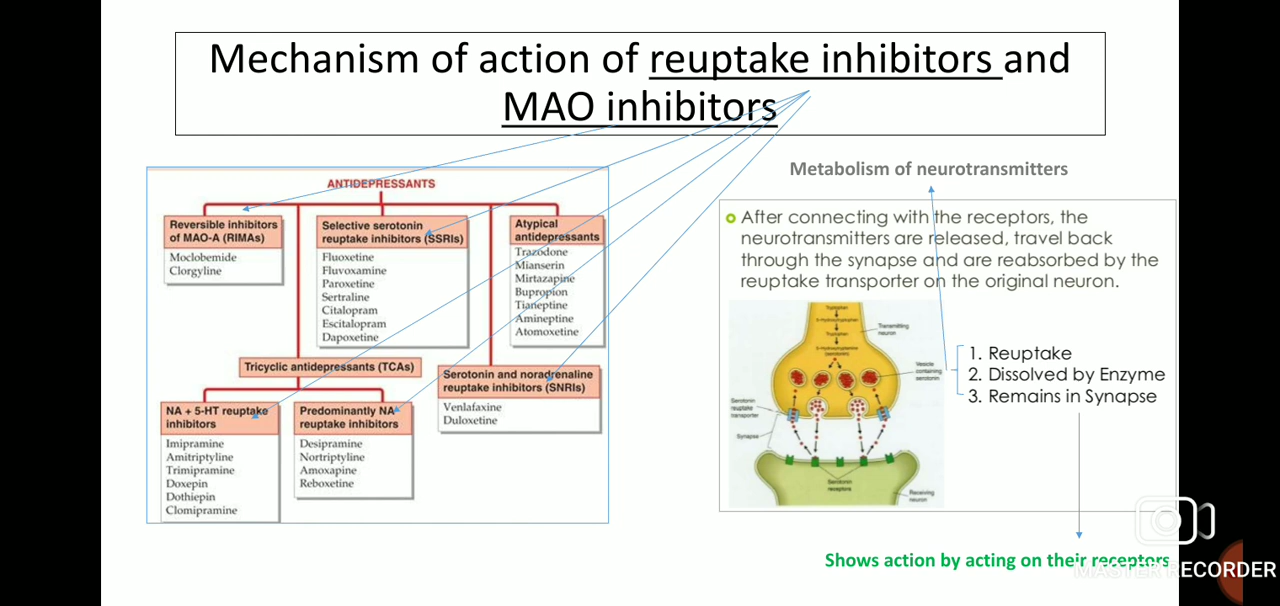 Mechanism of action of reuptake inhibitors and
MAO inhibitors
ANTIDEPRESSANTS
Reversible inhibitors
of MAO-A (RIMAs)
Moclobemide
Clorgyline
Selective serotonin
reuptake inhibitors (SSRIs)
Fluoxetine
Fluvoxamine
Paroxetine
Sertraline
Citalopram
Escitalopram
Dapoxetine
Atypical
antidepressants
Trazodone
Mianserin
Mirtazapine
Bupropion
Tianeptine
Amineptine
Atomoxetine
Tricyclic antidepressants (TCAs)
Serotonin and noradrenaline
reuptake inhibitors (SNRIs)
Venlafaxine
Duloxetine
NA + 5-HT reuptake
inhibitors
Imipramine
Amitriptyline
Trimipramine
Doxepin
Dothiepin
Clomipramine
Predominantly NA
reuptake inhibitors
Desipramine
Nortriptyline
Amoxapine
Reboxetine
Metabolism of neurotransmitters
After connecting with the receptors, the
neurotransmitters are released, travel back
through the synapse and are reabsorbed by the
reuptake transporter on the original neuron.
Transmitting
neuron
Vesicle
containing
serotonin
Serotonin
reuptake
transporter
Synapse
Serotonin
receptors
Receiving
neuron
1. Reuptake
2. Dissolved by Enzyme
3. Remains in Synapse
Shows action by acting on their receptors
MASTER RECORDER